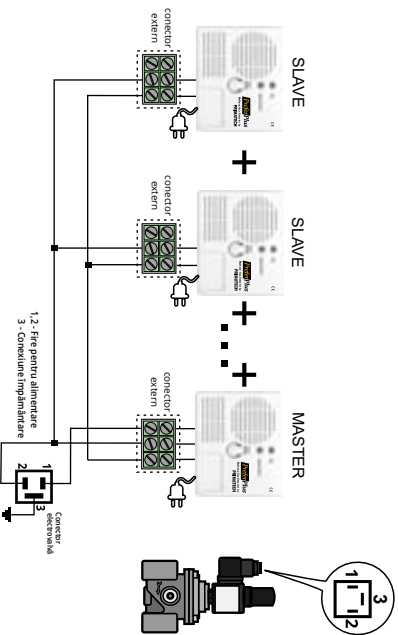 SLAVE
conector
extern
+
SLAVE
conector
extern
+
+
MASTER
conector
extern
1,2 - Fire pentru alimentare
3 - Conexiune împământare
1
2
3
Conector
electrovalvă
1
2
3